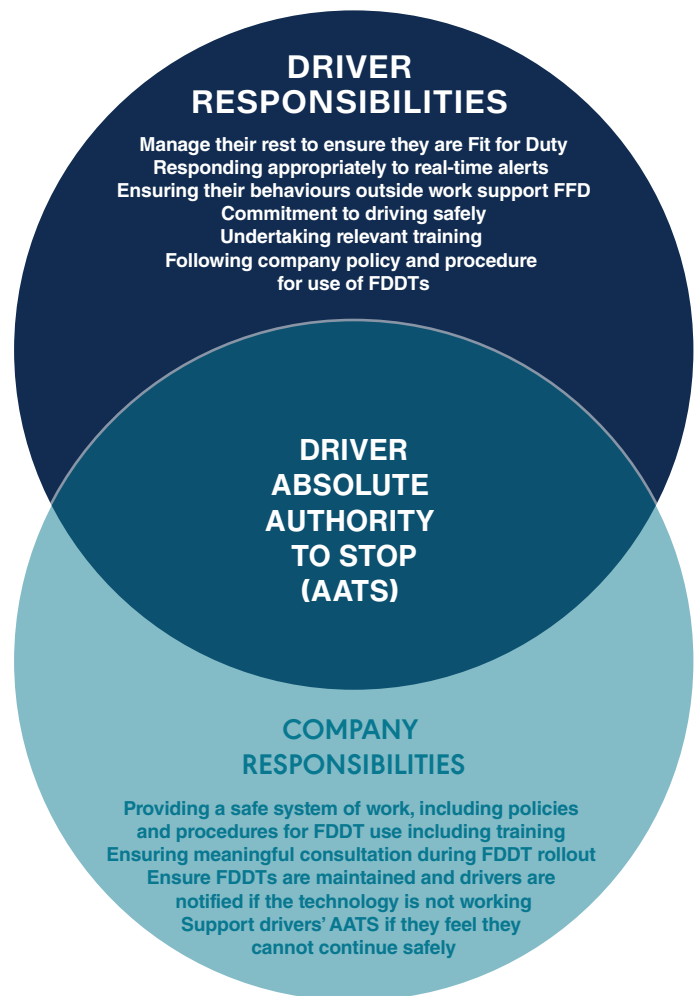 DRIVER
RESPONSIBILITIES
Manage their rest to ensure they are Fit for Duty
Responding appropriately to real-time alerts
Ensuring their behaviours outside work support FFD
Commitment to driving safely
Undertaking relevant training
Following company policy and procedure
for use of FDDTs
DRIVER
ABSOLUTE
AUTHORITY
TO STOP
(AATS)
COMPANY
RESPONSIBILITIES
Providing a safe system of work, including policies
and procedures for FDDT use including training
Ensuring meaningful consultation during FDDT rollout
Ensure FDDTs are maintained and drivers are
notified if the technology is not working
Support drivers' AATS if they feel they
cannot continue safely